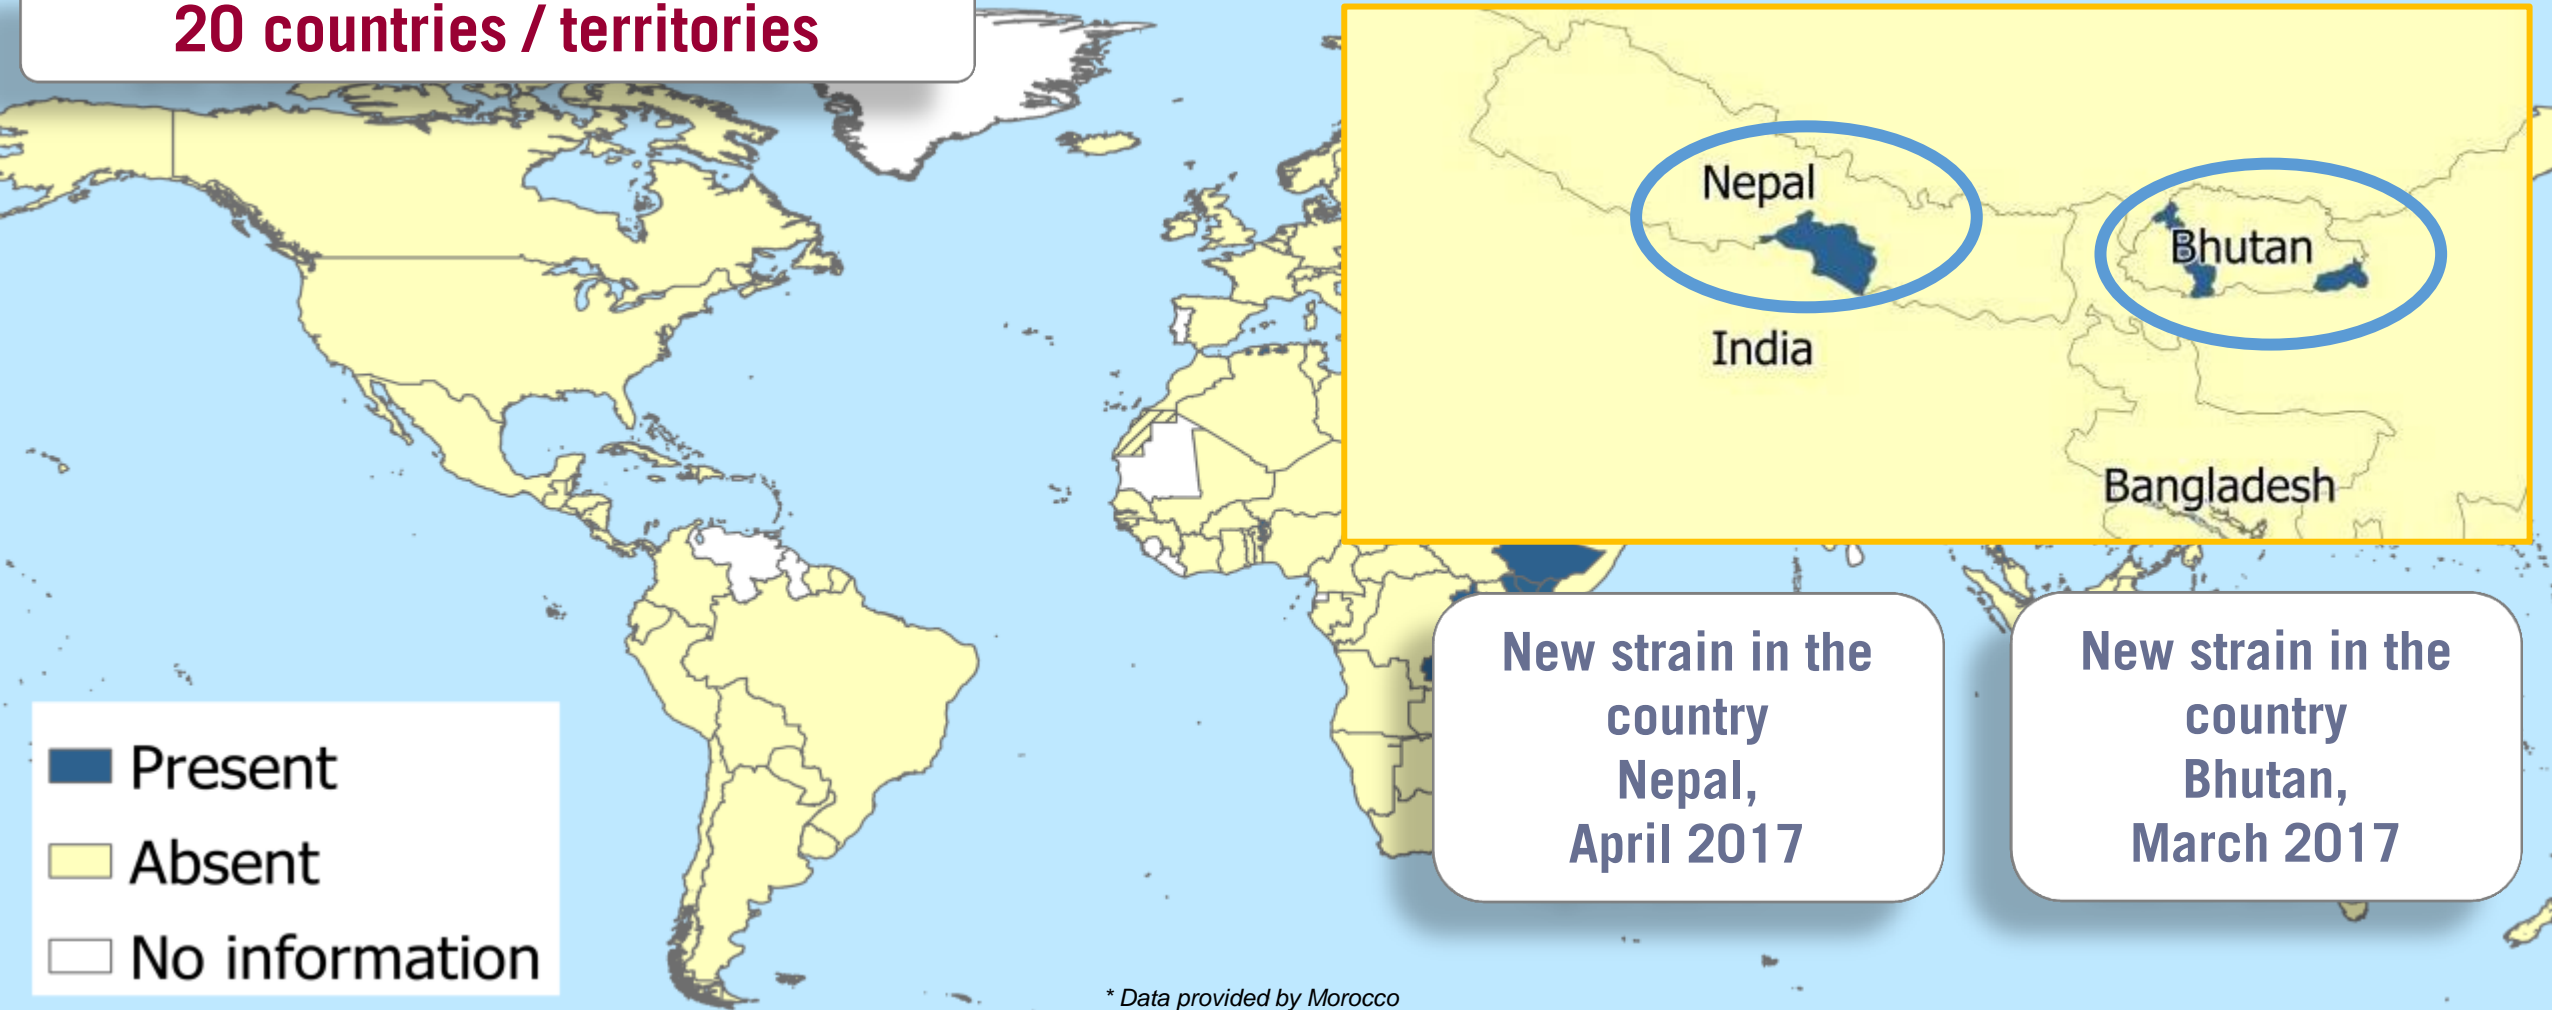 20 countries / territories
Nepal
Bhutan
India
Bangladesh
New strain in the
country
Nepal,
April 2017
New strain in the
country
Bhutan,
March 2017
Present
Absent
No information
* Data provided by Morocco